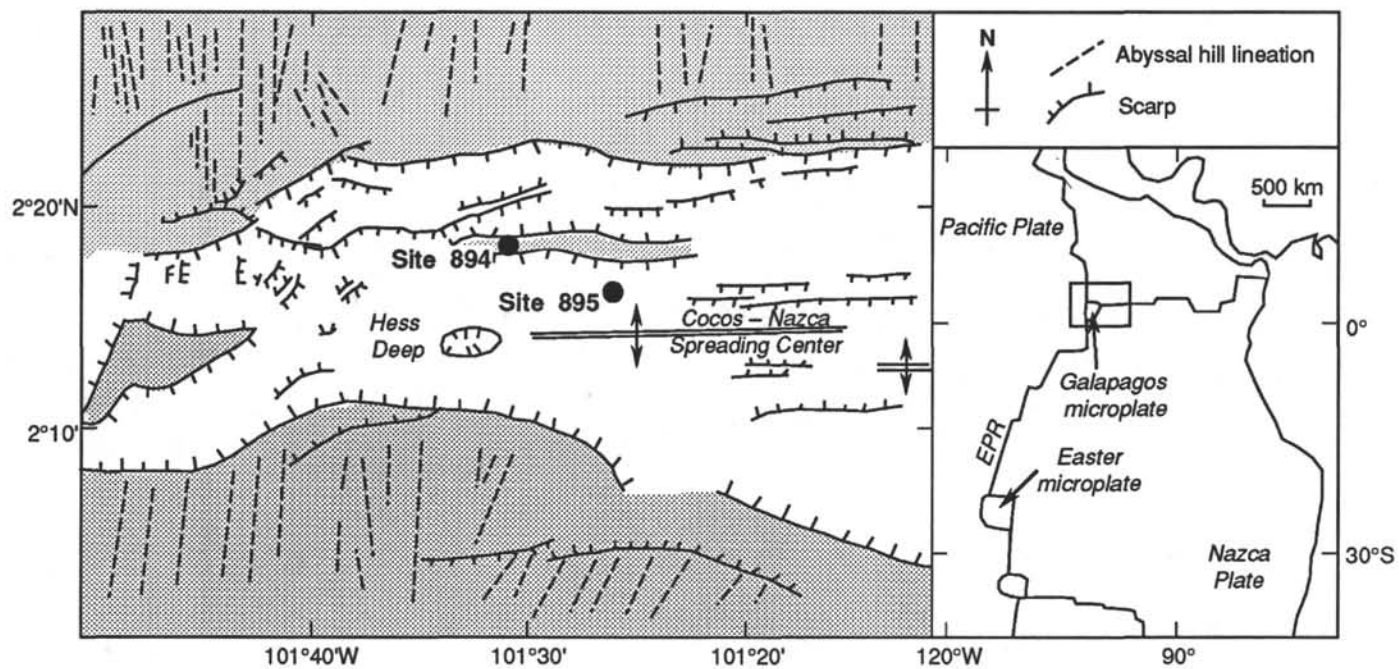 N
Abyssal hill lineation
Scarp
2°20'N
Site 894
Site 895
Hess
Deep
Cocos – Nazca
Spreading Center
2°10'
101°40'W
101°30'
101°20'
500 km
Pacific Plate
0°
Galapagos
microplate
EPR
Easter
microplate
Nazca
Plate
30°S
120°W
90°